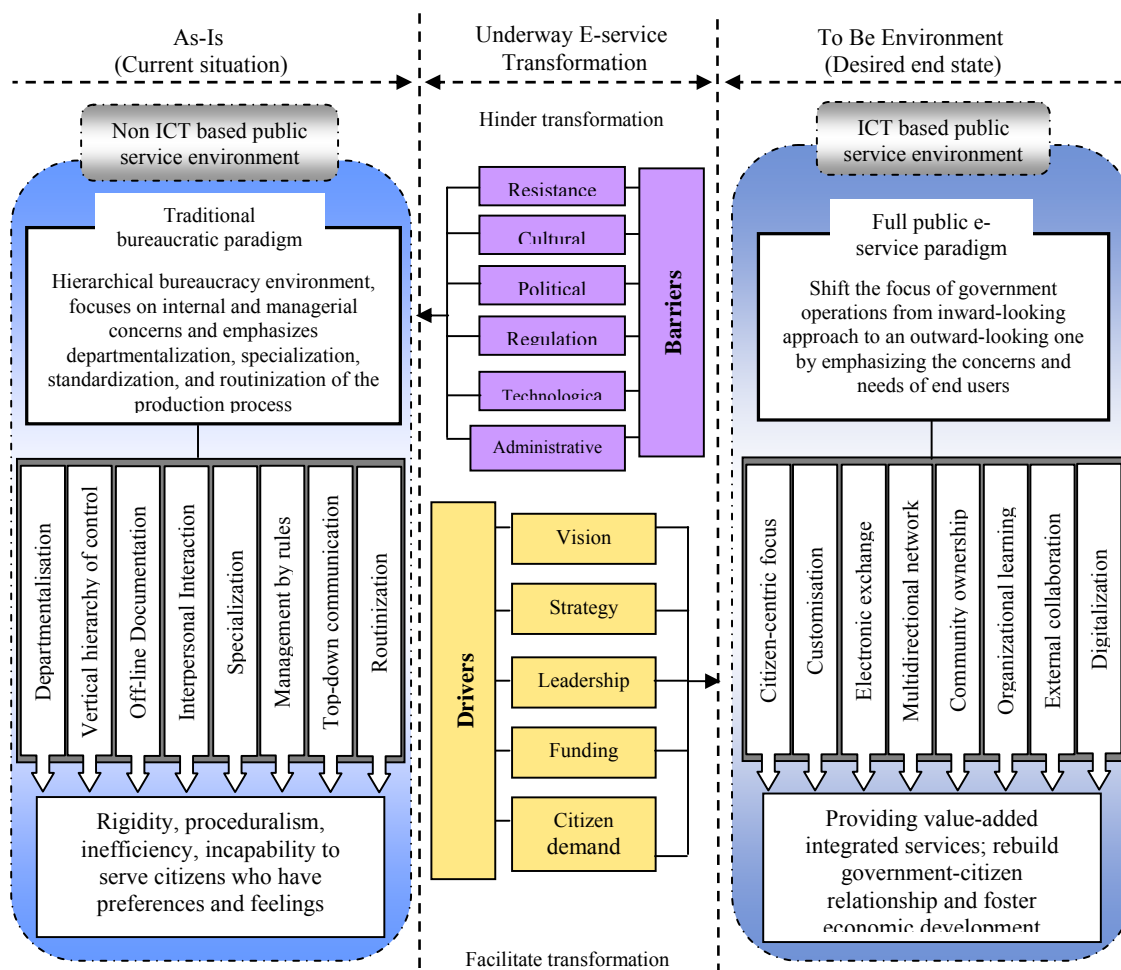 As-Is
(Current situation)
Non ICT based public
service environment
Traditional
bureaucratic paradigm
Hierarchical bureaucracy environment,
focuses on internal and managerial
concerns and emphasizes
departmentalization, specialization,
standardization, and routinization of the
production process
Departmentalisation
Vertical hierarchy of control
Off-line Documentation
Interpersonal Interaction
Specialization
Management by rules
Top-down communication
Routinization
Rigidity, proceduralism,
inefficiency, incapability to
serve citizens who have
preferences and feelings
Underway E-service
Transformation
Hinder transformation
Resistance
Cultural
Political
Regulation
Technologica
Administrative
Barriers
Drivers
Vision
Strategy
Leadership
Funding
Citizen
demand
Facilitate transformation
To Be Environment
(Desired end state)
ICT based public
service environment
Full public e-
service paradigm
Shift the focus of government
operations from inward-looking
approach to an outward-looking one
by emphasizing the concerns and
needs of end users
Citizen-centric focus
Customisation
Electronic exchange
Multidirectional network
Community ownership
Organizational learning
External collaboration
Digitalization
Providing value-added
integrated services; rebuild
government-citizen
relationship and foster
economic development